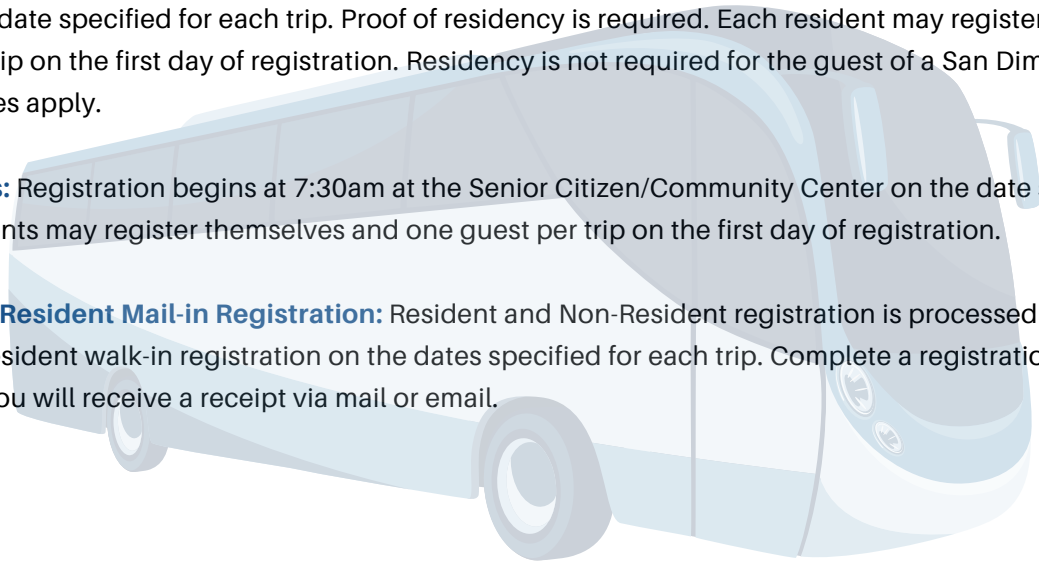 date specified for each trip. Proof of residency is required. Each resident may register
ip on the first day of registration. Residency is not required for the guest of a San Dim
es apply.
s: Registration begins at 7:30am at the Senior Citizen/Community Center on the date
nts may register themselves and one guest per trip on the first day of registration.
Resident Mail-in Registration: Resident and Non-Resident registration is processed
sident walk-in registration on the dates specified for each trip. Complete a registratio
ou will receive a receipt via mail or email.